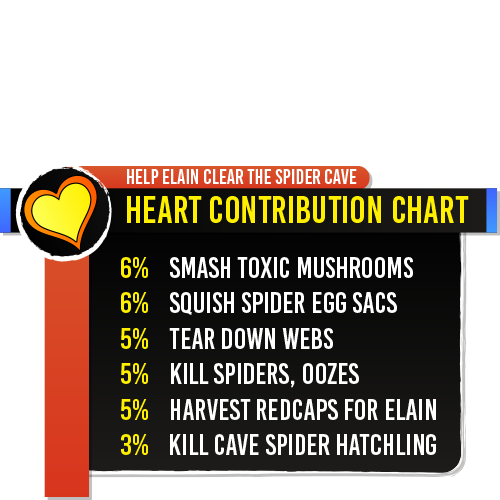 HELP ELAIN CLEAR THE SPIDER CAVE
HEART CONTRIBUTION CHART
6% SMASH TOXIC MUSHROOMS
6% SQUISH SPIDER EGG SACS
5% TEAR DOWN WEBS
5% KILL SPIDERS, OOZES
5% HARVEST REDCAPS FOR ELAIN
3% KILL CAVE SPIDER HATCHLING